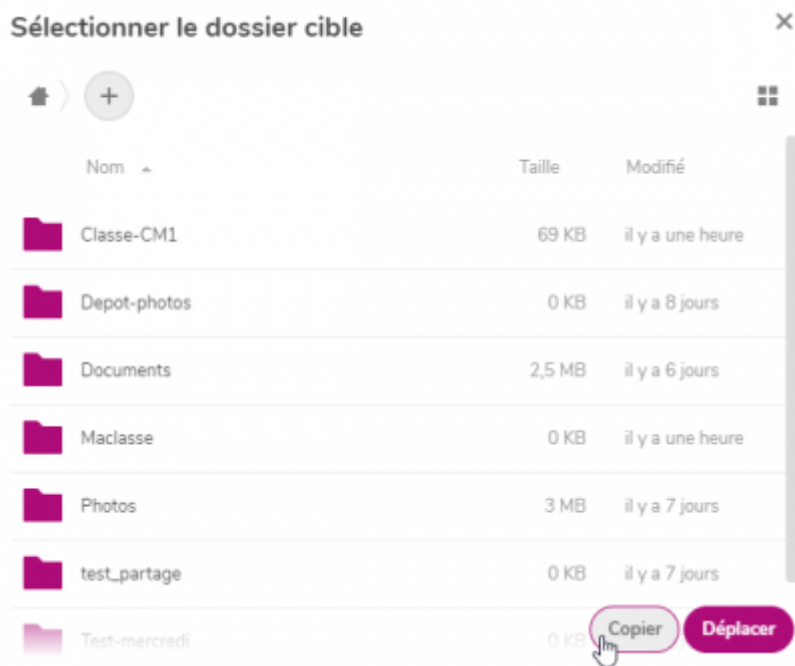 Sélectionner le dossier cible
Nom Taille Modifié
Classe-CM1 69 KB il y a une heure
Depot-photos 0 KB il y a 8 jours
Documents 2,5 MB il y a 6 jours
Maclasse 0 KB il y a une heure
Photos 3 MB il y a 7 jours
test_partage 0 KB il y a 7 jours
Test-mercredi 0 KB
Copier Déplacer